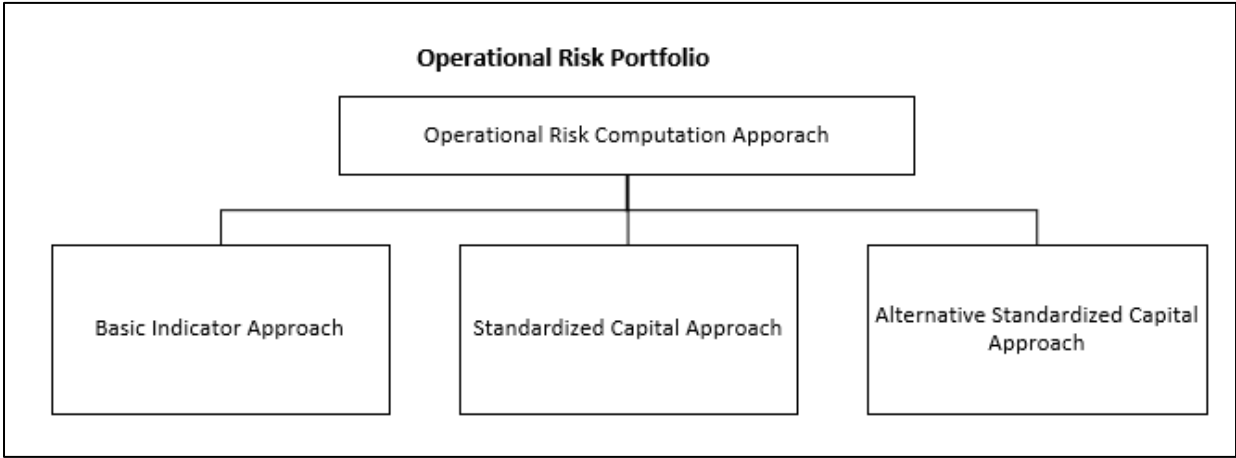 Operational Risk Portfolio
Operational Risk Computation Apporach
Basic Indicator Approach
Standardized Capital Approach
Alternative Standardized Capital
Approach